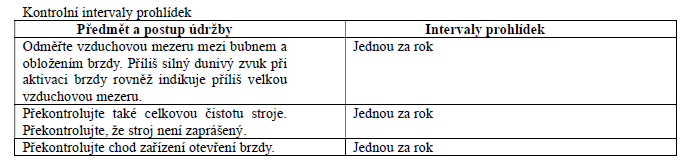 Kontrolní intervaly prohlídek
Předmět a postup údržby
Intervaly prohlídek
Odměřte vzduchovou mezeru mezi bubnem a
obložením brzdy. Příliš silný dunivý zvuk při
aktivaci brzdy rovněž indikuje příliš velkou
vzduchovou mezeru.
Jednou za rok
Překontrolujte také celkovou čistotu stroje.
Překontrolujte, že stroj není zaprášený.
Jednou za rok
Překontrolujte chod zařízení otevření brzdy.
Jednou za rok